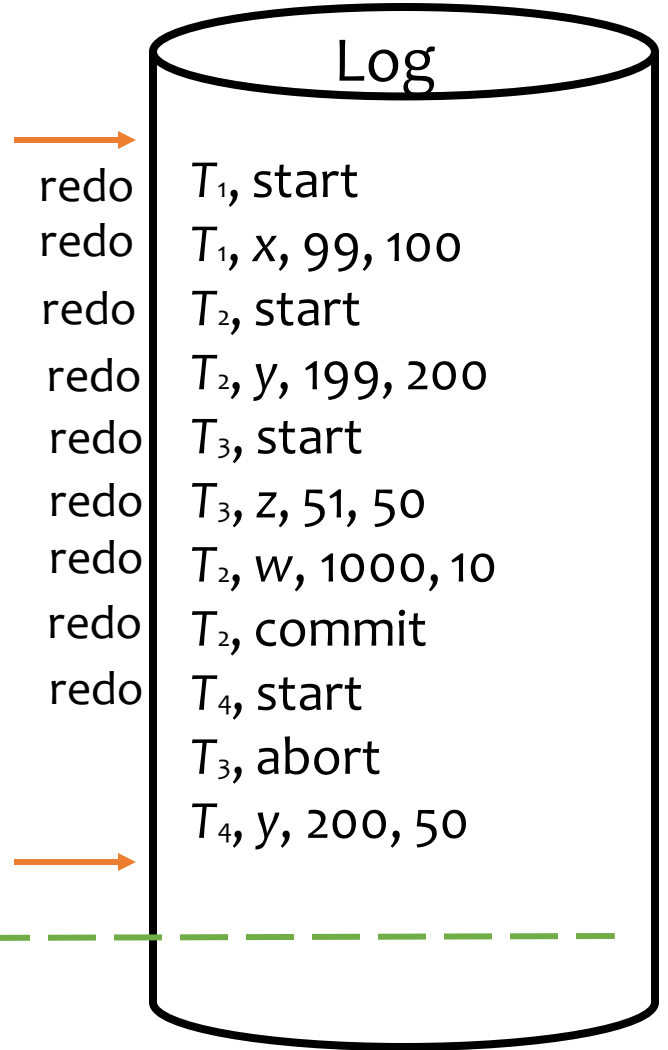 Log
redo T₁, start
redo T₁, x, 99, 100
redo T₂, start
redo T₂, y, 199, 200
redo T₃, start
redo T₃, z, 51, 50
redo T₂, w, 1000, 10
redo T₂, commit
redo T₄, start
T₃, abort
T₄, y, 200, 50